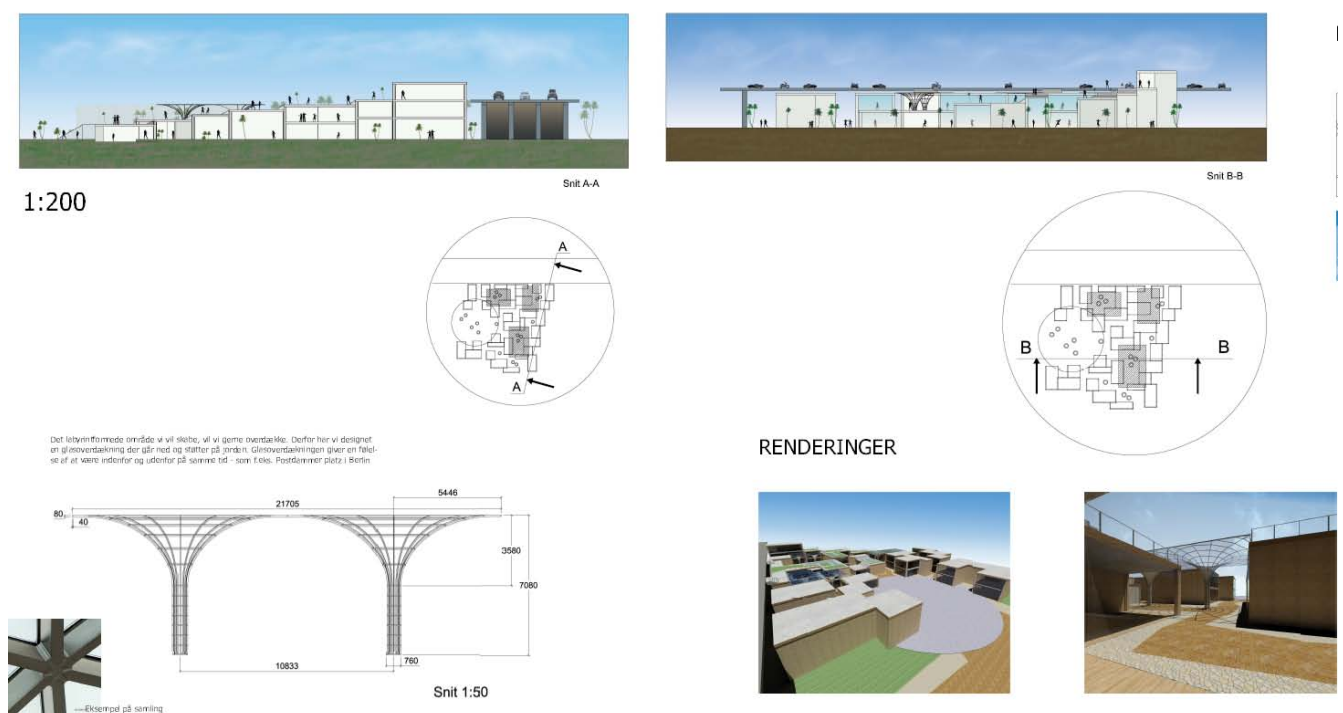 Snit A-A
1:200
A
A
Det labyrintformede område vi vil skabe, vil vi gerne overdække. Derfor har vi designet
en glasoverdækning der går ned og støtter på jorden. Glasoverdækningen giver en følel-
se af at være indenfor og udenfor på samme tid - som f.eks. Postdammer platz i Berlin
5446
21705
80
40
3580
7080
10833
760
Snit 1:50
Eksempel på samling
Snit B-B
B
B
RENDERINGER